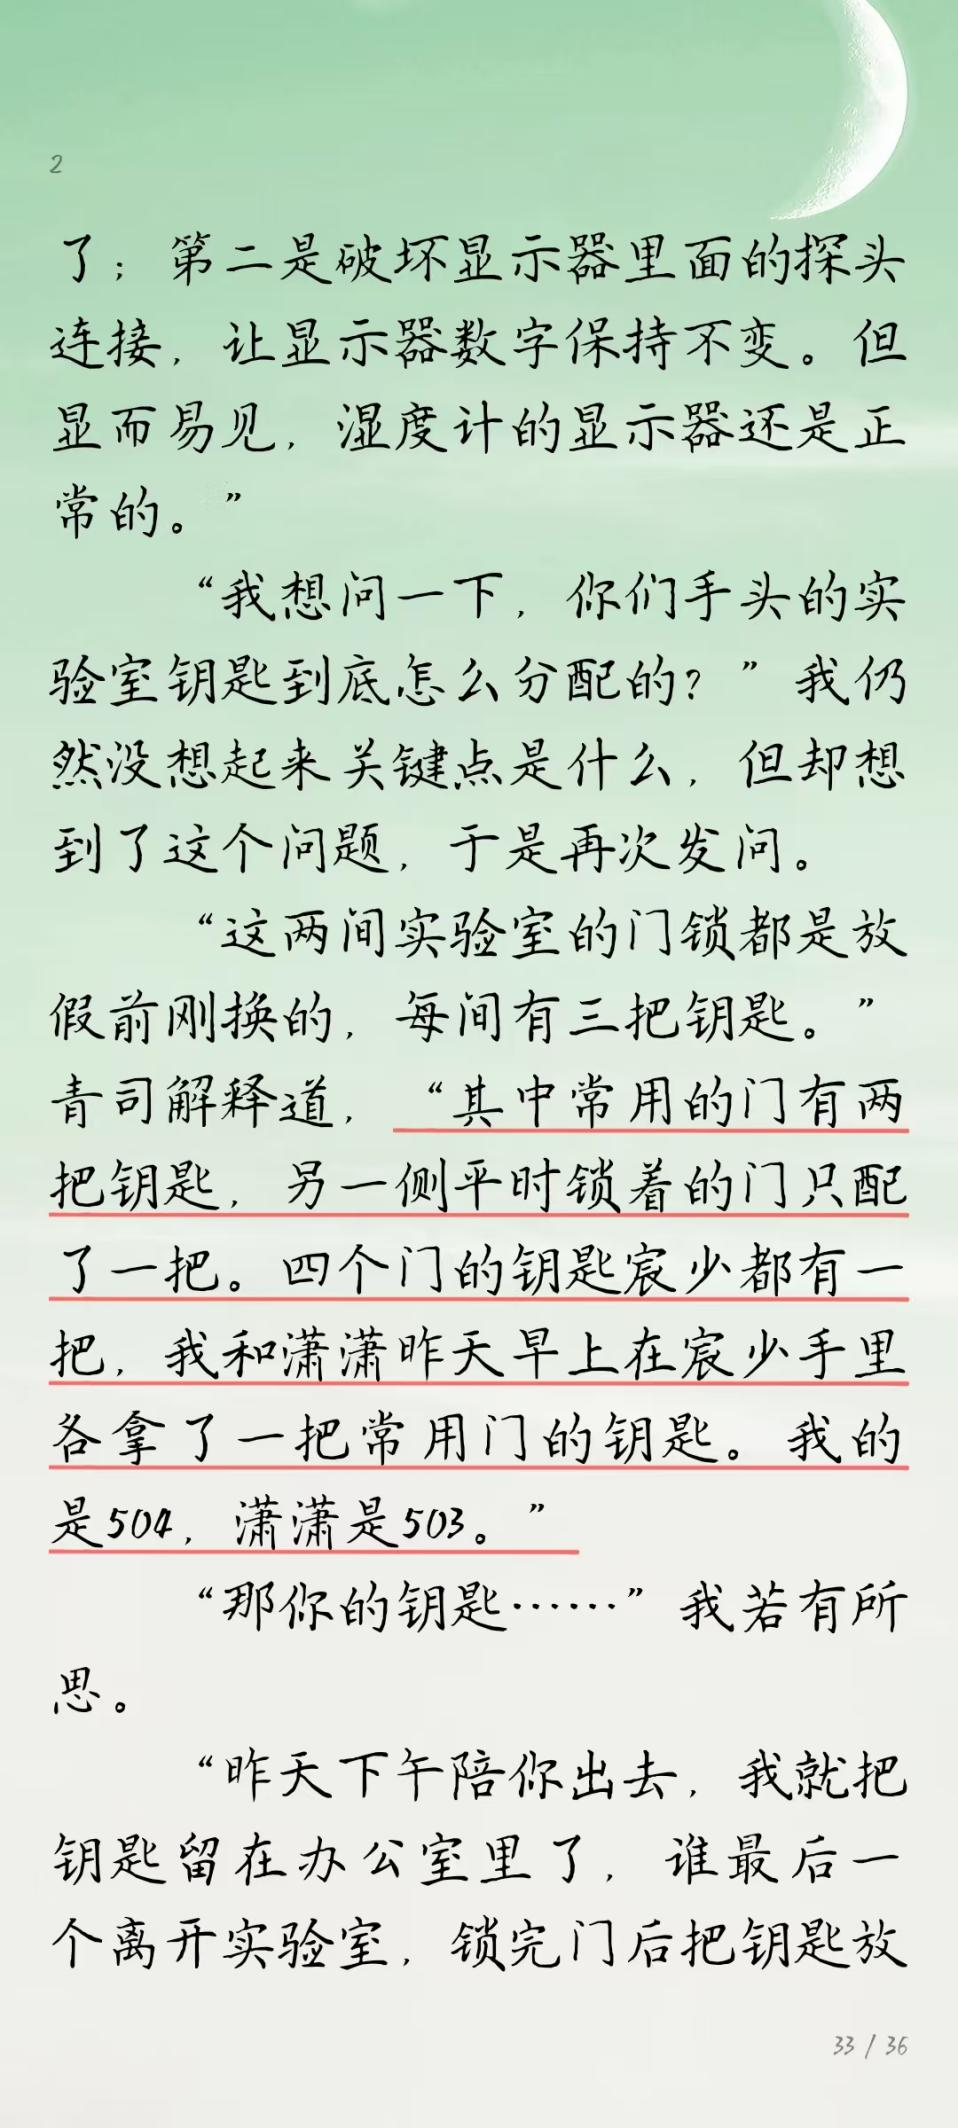 2
了；第二是破坏显示器里面的探头
连接，让显示器数字保持不变。但
显而易见，湿度计的显示器还是正
常的。”
“我想问一下，你们手头的实
验室钥匙到底怎么分配的？”我仍
然没想起来关键点是什么，但却想
到了这个问题，于是再次发问。
“这两间实验室的门锁都是放
假前刚换的，每间有三把钥匙。”
青司解释道，“其中常用的门有两
把钥匙，另一侧平时锁着的门只配
了一把。四个门的钥匙宸少都有一
把，我和潇潇昨天早上在宸少手里
各拿了一把常用门的钥匙。我的
是504，潇潇是503。”
“那你的钥匙……”我若有所
思。
“昨天下午陪你出去，我就把
钥匙留在办公室里了，谁最后一
个离开实验室，锁完门后把钥匙放
33 / 36